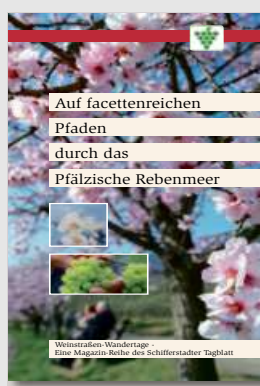 Auf facettenreichen
Pfaden
durch das
Pfälzische Rebenmeer
Weinstraßen-Wandertage -
Eine Magazin-Reihe des Schifferstadter Tagblatt